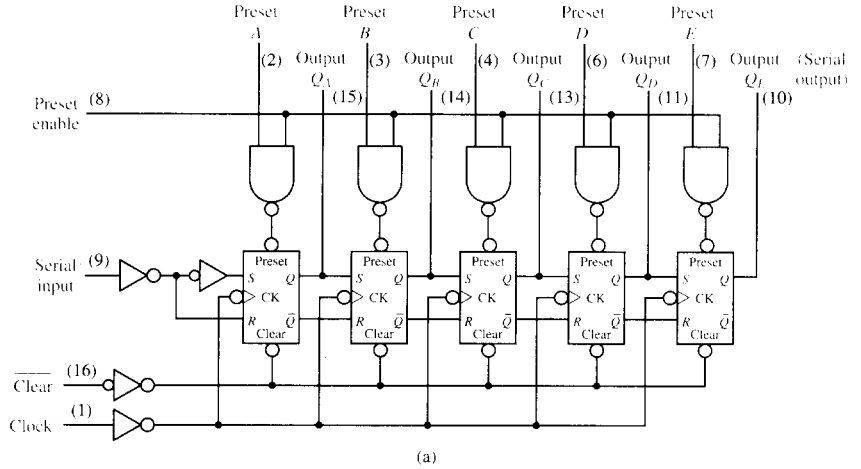 Preset A
Preset B
Preset C
Preset D
Preset E
(2)
Output Q_A
(3)
Output Q_B
(4)
Output Q_C
(6)
Output Q_D
(7)
Output Q_E
(Serial output)
(15)
(14)
(13)
(11)
(10)
Preset enable
(8)
Serial input
(9)
Preset
S Q
CK
R Q̅
Clear
Preset
S Q
CK
R Q̅
Clear
Preset
S Q
CK
R Q̅
Clear
Preset
S Q
CK
R Q̅
Clear
Preset
S Q
CK
R Q̅
Clear
C̅l̅e̅a̅r̅
(16)
Clock
(1)
(a)